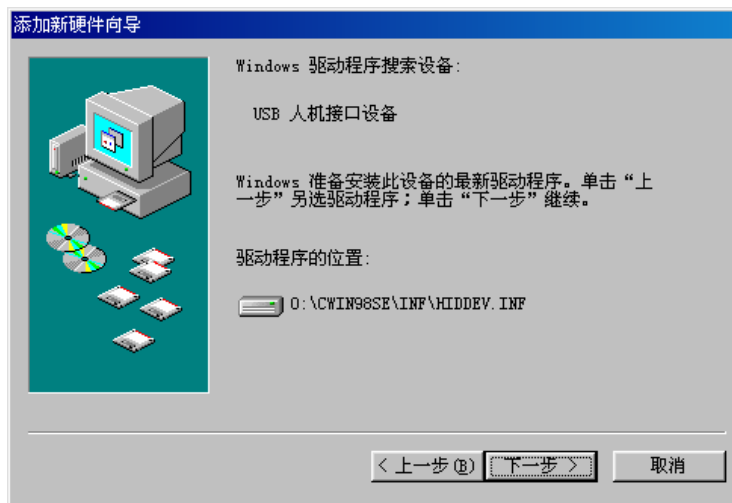 添加新硬件向导
Windows 驱动程序搜索设备:
USB 人机接口设备
Windows 准备安装此设备的最新驱动程序。单击“上
一步”另选驱动程序；单击“下一步”继续。
驱动程序的位置:
O:\CWIN98SE\INF\HIDDEV.INF
< 上一步(B) 下一步 > 取消